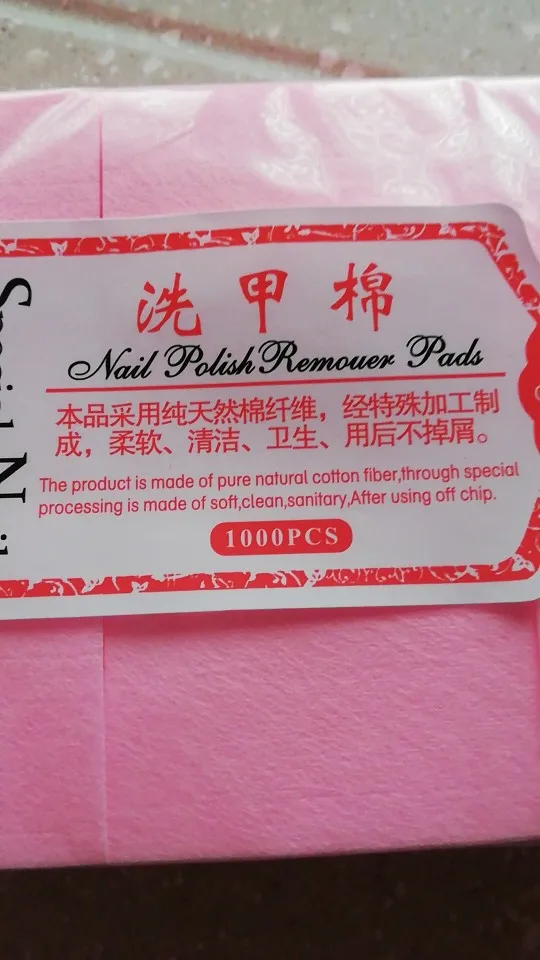 洗甲棉
Nail Polish Remouer Pads
本品采用纯天然棉纤维，经特殊加工制
成，柔软、清洁、卫生、用后不掉屑。
The product is made of pure natural cotton fiber,through special
processing is made of soft,clean,sanitary,After using off chip.
1000PCS